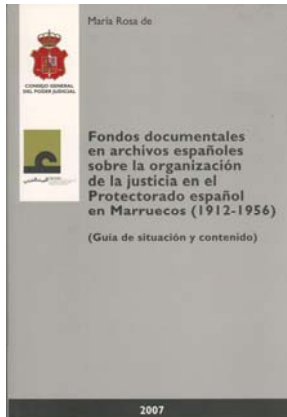 María Rosa de
CONSEJO GENERAL
DEL PODER JUDICIAL
Fondos documentales
en archivos españoles
sobre la organización
de la justicia en el
Protectorado español
en Marruecos (1912-1956)
(Guía de situación y contenido)
2007